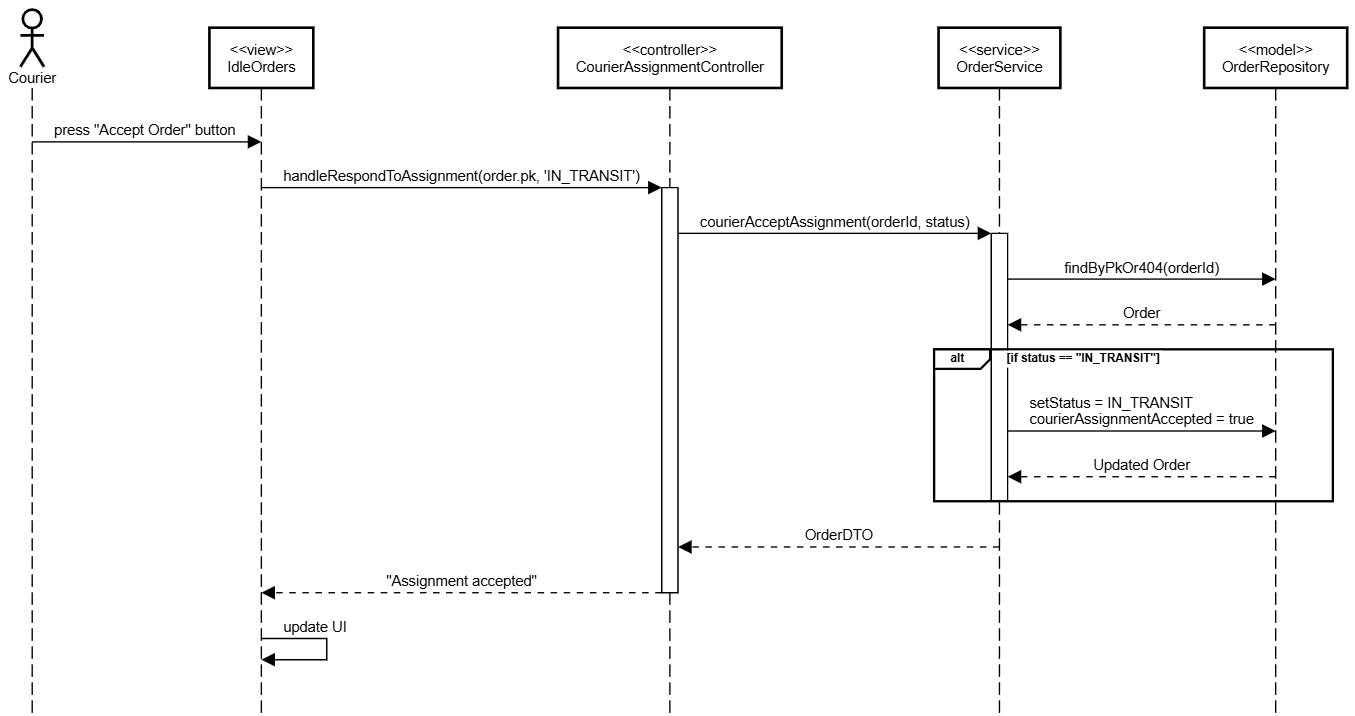 Courier
<<view>>
IdleOrders
<<controller>>
CourierAssignmentController
<<service>>
OrderService
<<model>>
OrderRepository
press "Accept Order" button
handleRespondToAssignment(order.pk, 'IN_TRANSIT')
courierAcceptAssignment(orderId, status)
findByPkOr404(orderId)
Order
alt
[if status == "IN_TRANSIT"]
setStatus = IN_TRANSIT
courierAssignmentAccepted = true
Updated Order
OrderDTO
"Assignment accepted"
update UI